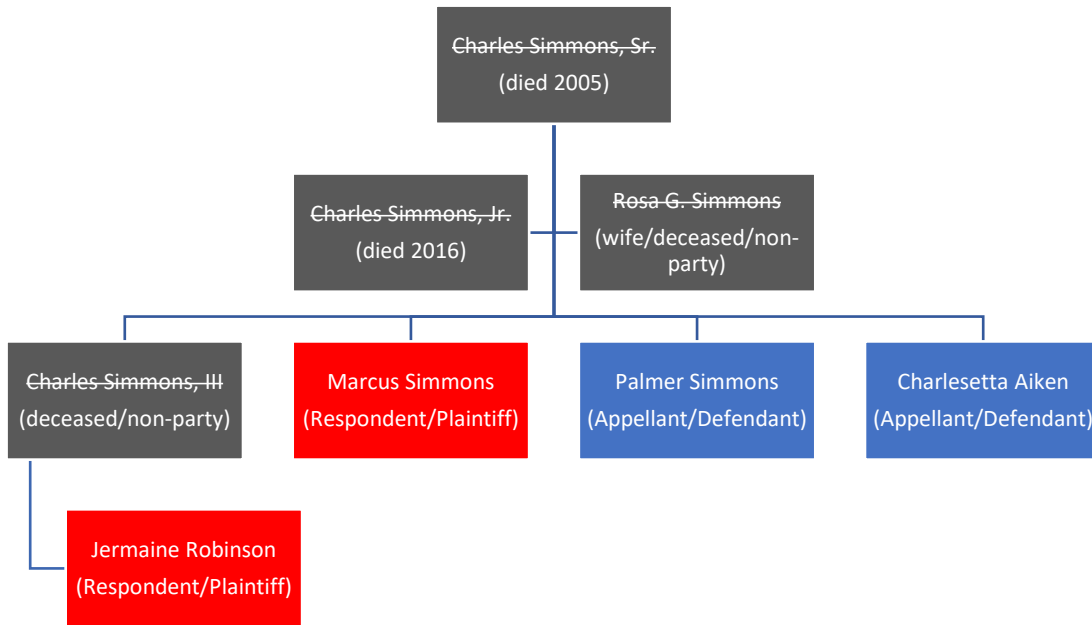 Charles Simmons, Sr.
(died 2005)
Charles Simmons, Jr.
(died 2016)
Rosa G. Simmons
(wife/deceased/non-
party)
Charles Simmons, III
(deceased/non-party)
Marcus Simmons
(Respondent/Plaintiff)
Palmer Simmons
(Appellant/Defendant)
Charlesetta Aiken
(Appellant/Defendant)
Jermaine Robinson
(Respondent/Plaintiff)